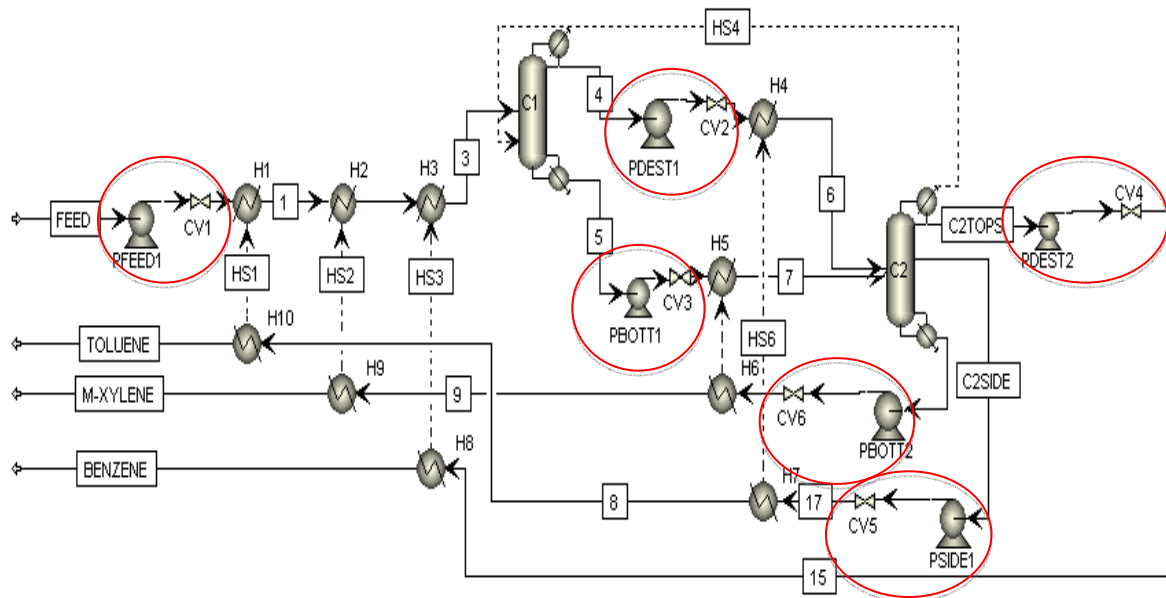 HS4
C1
4
PDEST1
CV2
H4
3
FEED
PFEED1
CV1
H1
1
H2
H3
HS1
HS2
HS3
5
PBOTT1
CV3
H5
7
6
C2
C2TOPS
PDEST2
CV4
TOLUENE
H10
HS6
M-XYLENE
H9
9
H6
CV6
PBOTT2
C2SIDE
BENZENE
H8
8
H7
17
CV5
PSIDE1
15